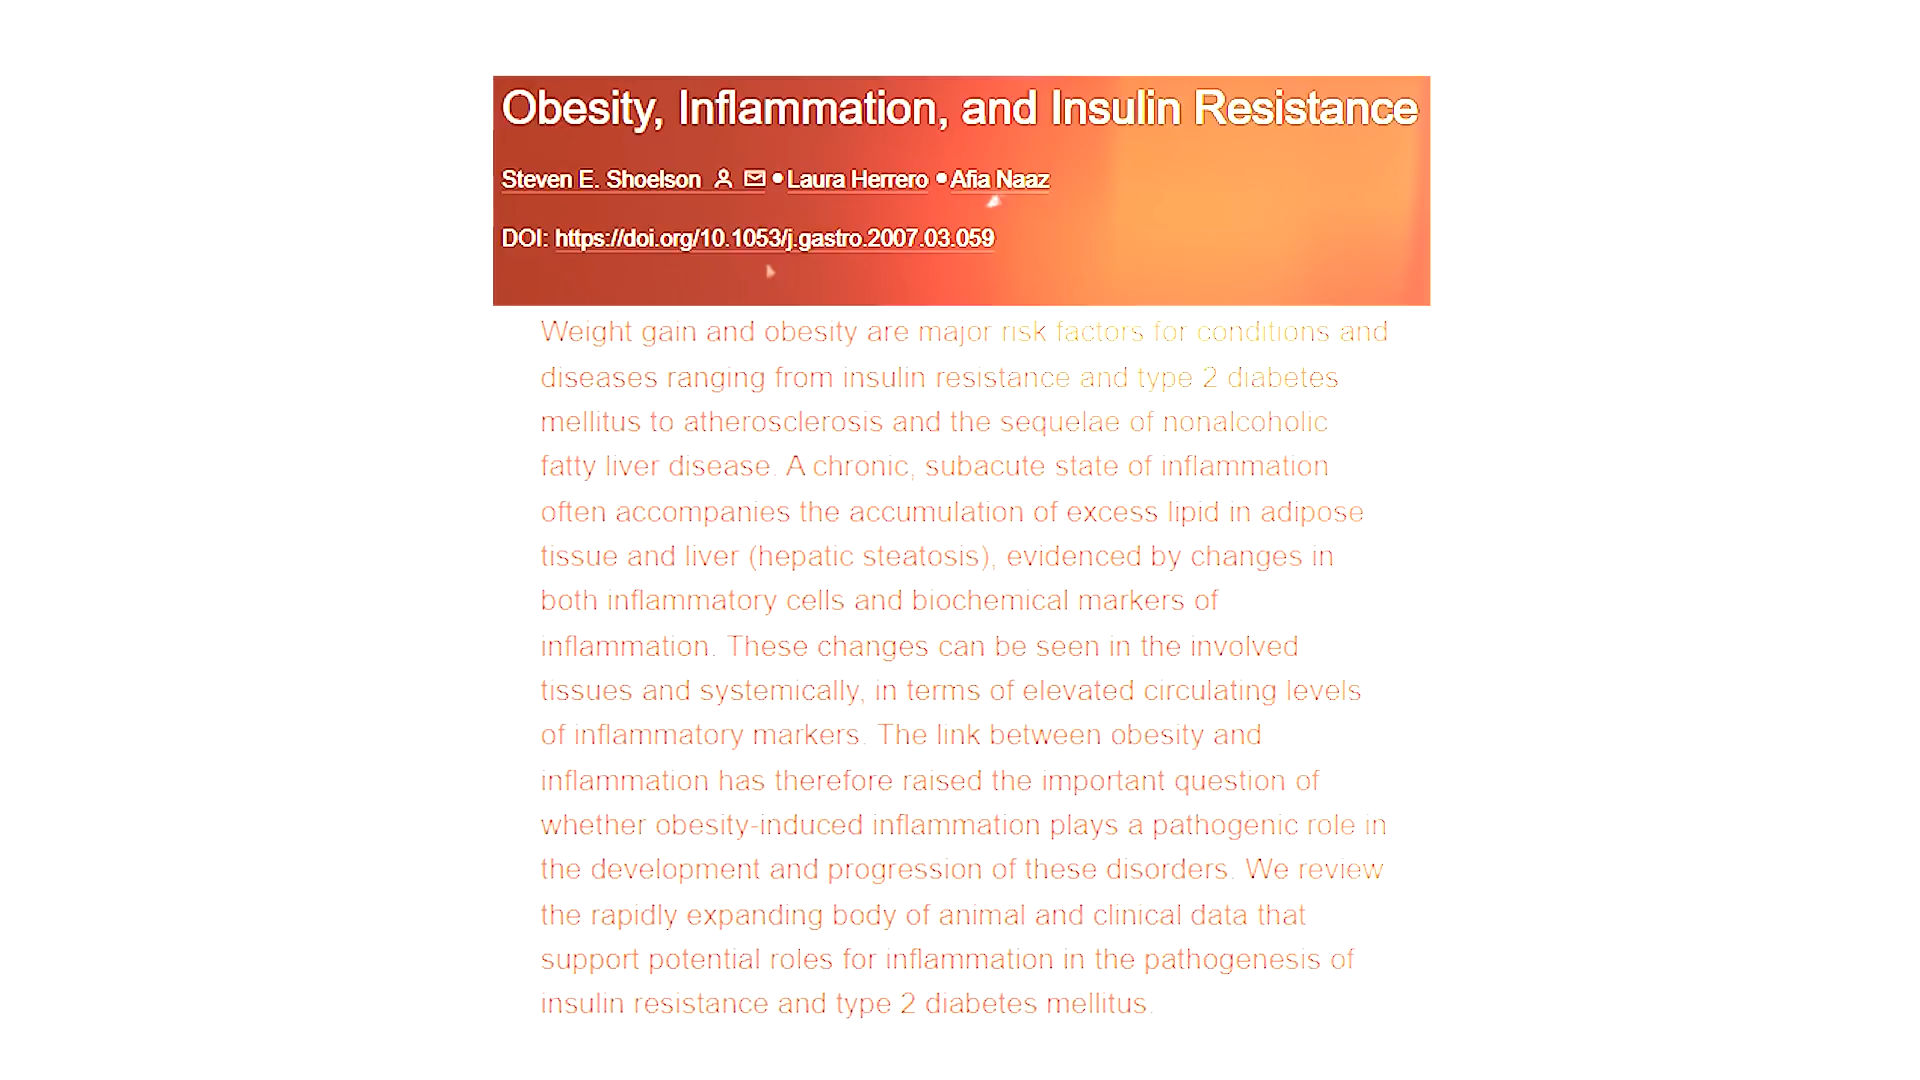 Obesity, Inflammation, and Insulin Resistance
Steven E. Shoelson • Laura Herrero • Afia Naaz
DOI: https://doi.org/10.1053/j.gastro.2007.03.059
Weight gain and obesity are major risk factors for conditions and
diseases ranging from insulin resistance and type 2 diabetes
mellitus to atherosclerosis and the sequelae of nonalcoholic
fatty liver disease. A chronic, subacute state of inflammation
often accompanies the accumulation of excess lipid in adipose
tissue and liver (hepatic steatosis), evidenced by changes in
both inflammatory cells and biochemical markers of
inflammation. These changes can be seen in the involved
tissues and systemically, in terms of elevated circulating levels
of inflammatory markers. The link between obesity and
inflammation has therefore raised the important question of
whether obesity-induced inflammation plays a pathogenic role in
the development and progression of these disorders. We review
the rapidly expanding body of animal and clinical data that
support potential roles for inflammation in the pathogenesis of
insulin resistance and type 2 diabetes mellitus.